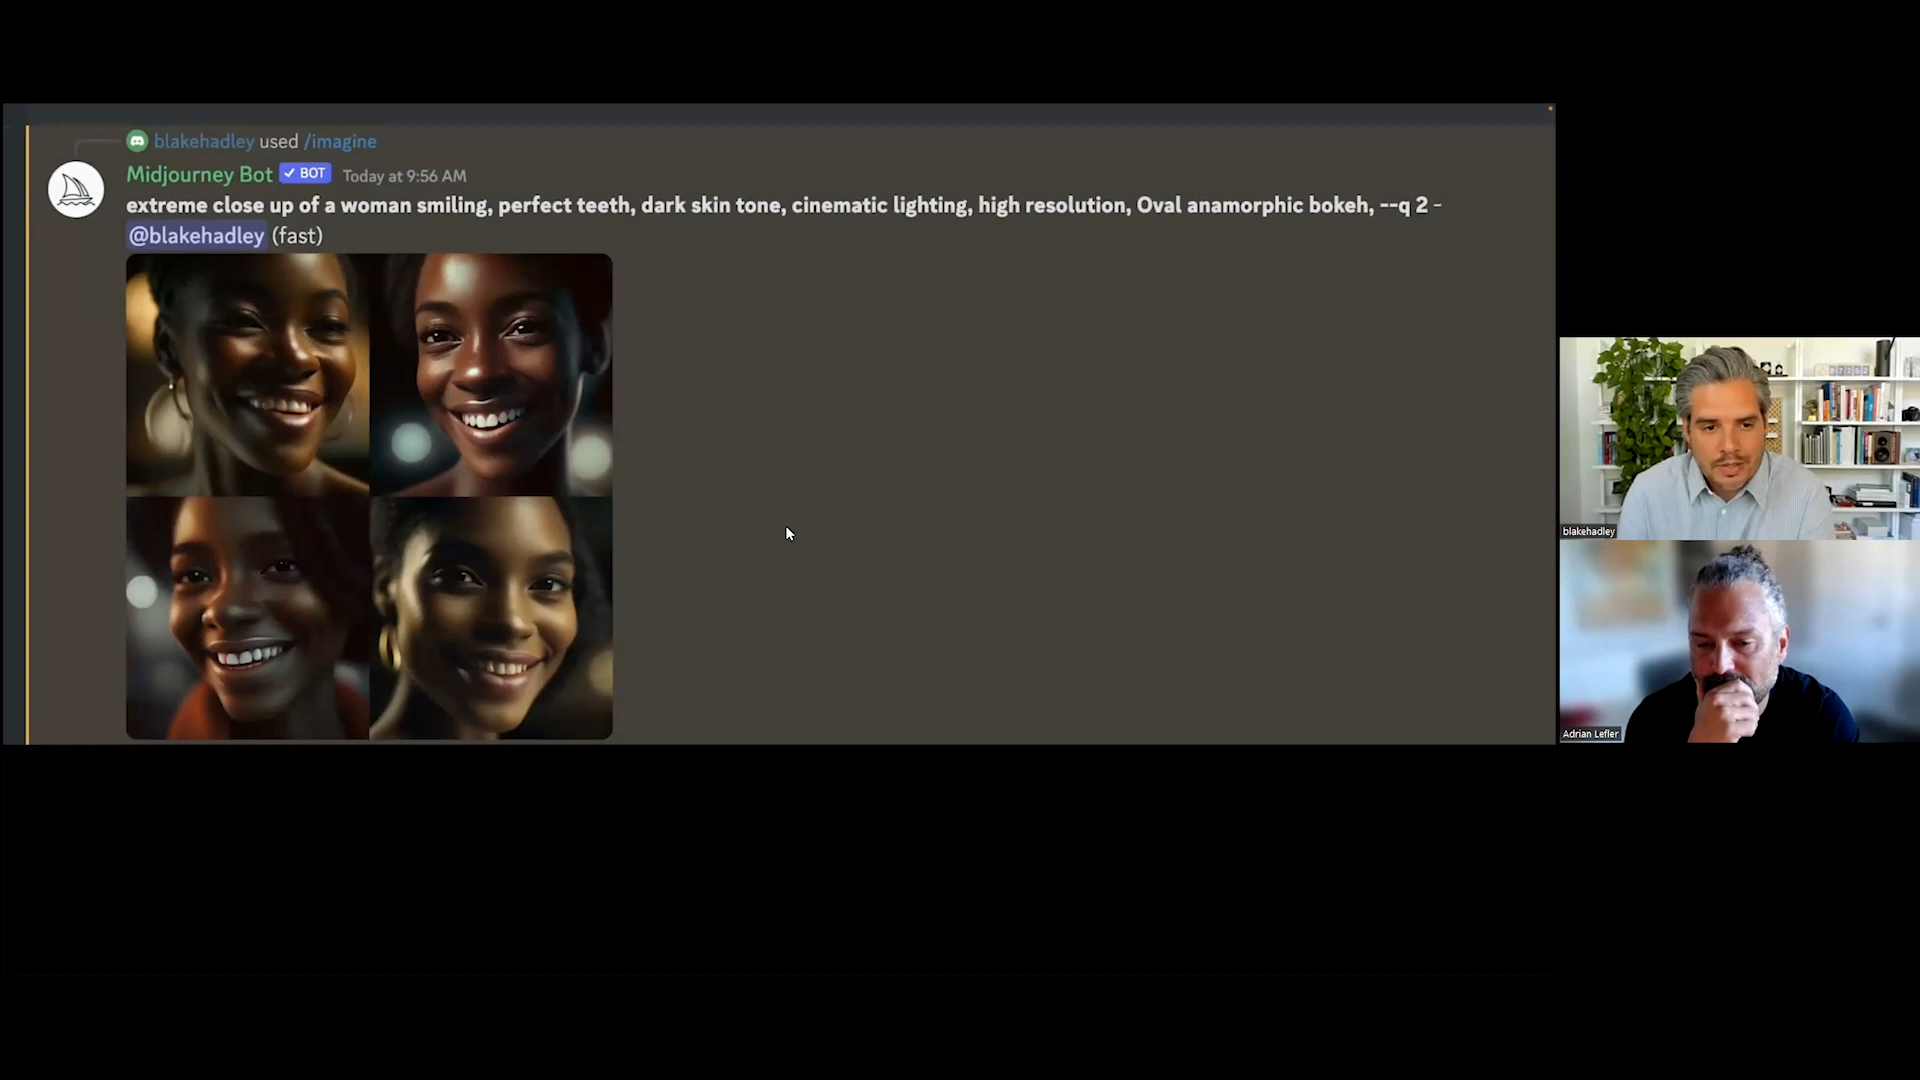 blakehadley used /imagine
Midjourney Bot ✓ BOT Today at 9:56 AM
extreme close up of a woman smiling, perfect teeth, dark skin tone, cinematic lighting, high resolution, Oval anamorphic bokeh, --q 2 -
@blakehadley (fast)
blakehadley
Adrian Lefler